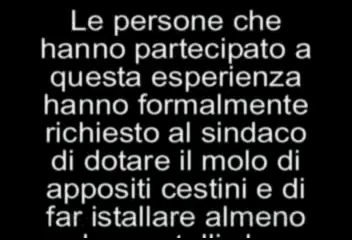 Le persone che
hanno partecipato a
questa esperienza
hanno formalmente
richiesto al sindaco
di dotare il molo di
appositi cestini e di
far istallare almeno